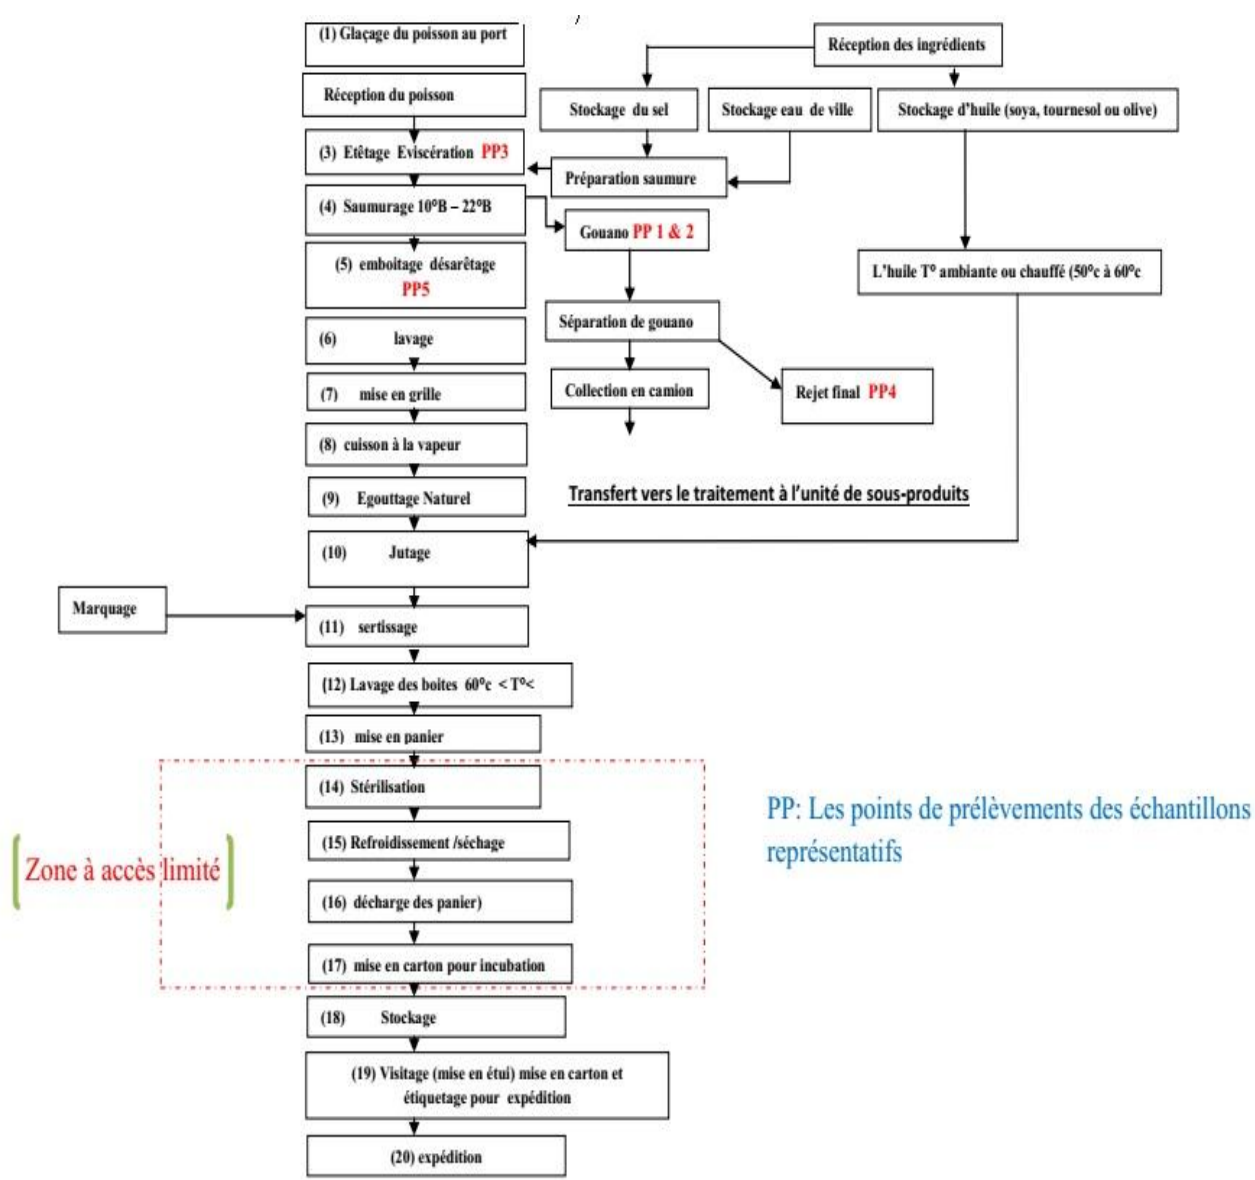 (1) Glaçage du poisson au port
Réception des ingrédients
Réception du poisson
Stockage du sel
Stockage eau de ville
Stockage d'huile (soya, tournesol ou olive)
(3) Etêtage Eviscération PP3
Préparation saumure
(4) Saumurage 10°B – 22°B
Gouano PP 1 & 2
(5) emboitage désarêtage
PP5
L'huile T° ambiante ou chauffé (50°c à 60°c
Séparation de gouano
(6) lavage
(7) mise en grille
Collection en camion
Rejet final PP4
(8) cuisson à la vapeur
(9) Egouttage Naturel
Transfert vers le traitement à l'unité de sous-produits
(10) Jutage
Marquage
(11) sertissage
(12) Lavage des boites 60°c < T°<
(13) mise en panier
(14) Stérilisation
PP: Les points de prélèvements des échantillons
représentatifs
(15) Refroidissement /séchage
Zone à accès limité
(16) décharge des panier)
(17) mise en carton pour incubation
(18) Stockage
(19) Visitage (mise en étui) mise en carton et
étiquetage pour expédition
(20) expédition